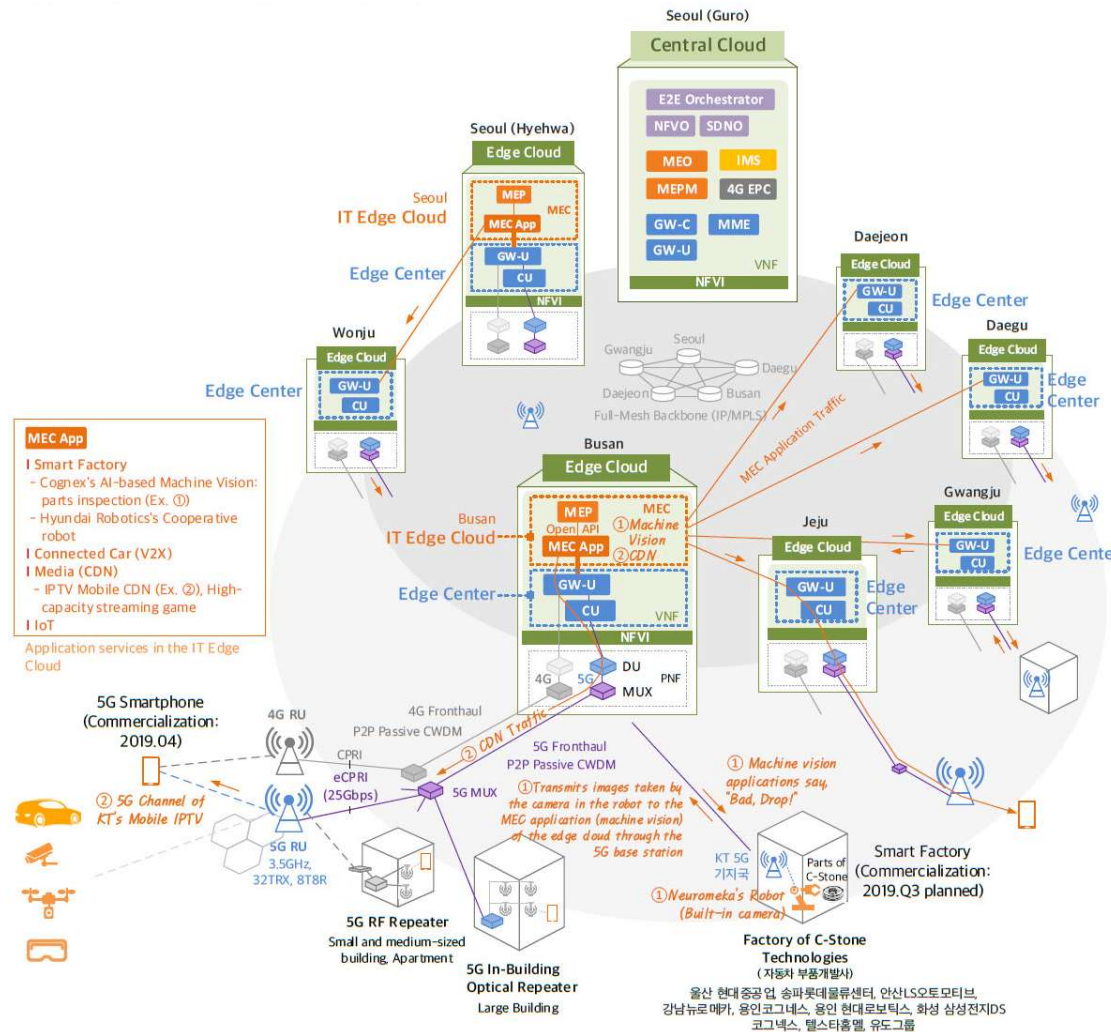 Seoul (Guro)
Central Cloud
E2E Orchestrator
NFVO
SDNO
MEO
IMS
MEPM
4G EPC
GW-C
MME
GW-U
VNF
NFVI
Seoul (Hyehwa)
Edge Cloud
MEP
MEC
MEC App
GW-U
CU
NFVI
Seoul
IT Edge Cloud
Edge Center
Daejeon
Edge Cloud
GW-U
CU
Edge Center
Daegu
Edge Cloud
GW-U
CU
Edge
Center
Wonju
Edge Cloud
GW-U
CU
Edge Center
Seoul
Gwangju
Daegu
Daejeon
Busan
Full-Mesh Backbone (IP/MPLS)
MEC Application Traffic
MEC App
I Smart Factory
- Cognex's AI-based Machine Vision:
parts inspection (Ex. ①)
- Hyundai Robotics's Cooperative
robot
I Connected Car (V2X)
I Media (CDN)
- IPTV Mobile CDN (Ex. ②), High-
capacity streaming game
I IoT
Application services in the IT Edge
Cloud
Busan
Edge Cloud
MEP
MEC
Open API
① Machine
Vision
② CDN
MEC App
GW-U
CU
VNF
NFVI
Busan
IT Edge Cloud
Edge Center
4G
5G
DU
MUX
PNF
Jeju
Edge Cloud
GW-U
CU
Edge
Center
Gwangju
Edge Cloud
GW-U
CU
Edge Center
5G Smartphone
(Commercialization:
2019.04)
4G RU
4G Fronthaul
P2P Passive CWDM
② CDN Traffic
CPRI
eCPRI
(25Gbps)
5G MUX
5G Fronthaul
P2P Passive CWDM
② 5G Channel of
KT's Mobile IPTV
5G RU
3.5GHz,
32TRX, 8T8R
① Transmits images taken by
the camera in the robot to the
MEC application (machine vision)
of the edge cloud through the
5G base station
① Machine vision
applications say,
"Bad, Drop!"
KT 5G
기지국
Parts of
C-Stone
Smart Factory
(Commercialization:
2019.Q3 planned)
① Neuromeka's Robot
(Built-in camera)
5G RF Repeater
Small and medium-sized
building, Apartment
5G In-Building
Optical Repeater
Large Building
Factory of C-Stone
Technologies
(자동차 부품개발사)
울산 현대중공업, 송파롯데물류센터, 안산LS오토모티브,
강남뉴로메카, 용인코그네스, 용인 현대로보틱스, 화성 삼성전지DS
코그넥스, 텔스타홈멜, 유도그룹